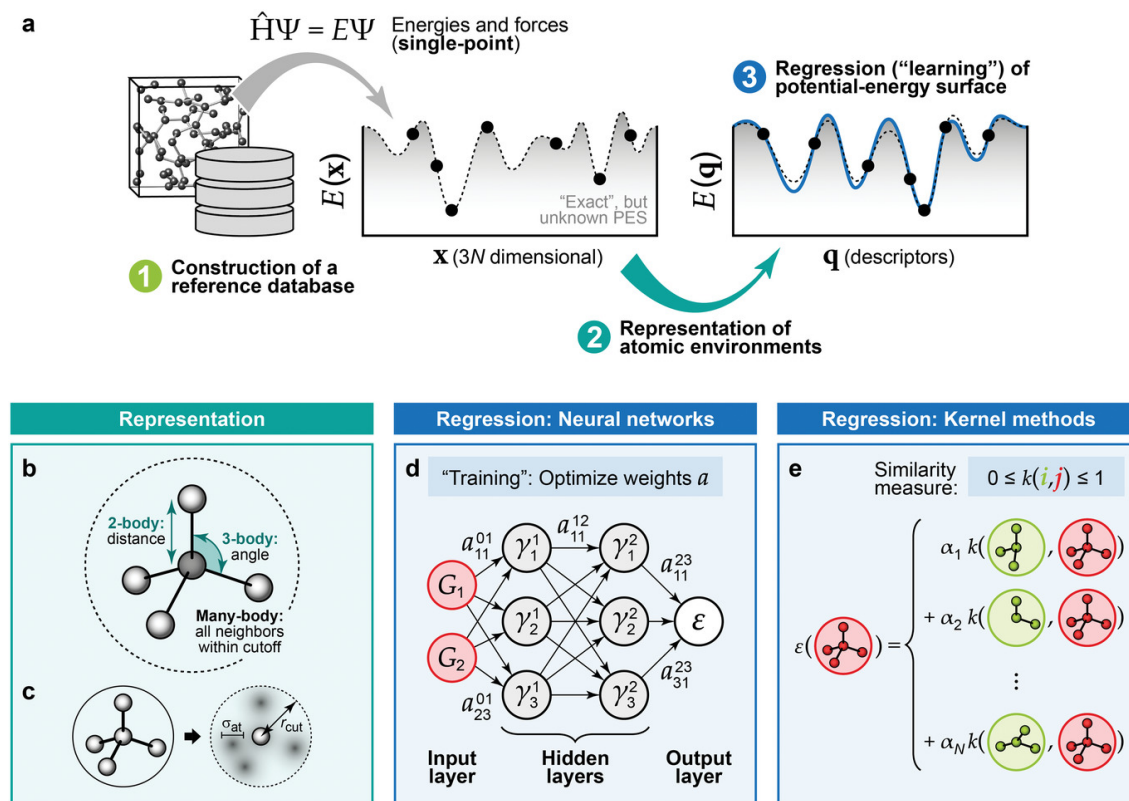 a
ĤΨ = EΨ
Energies and forces
(single-point)
3 Regression (“learning”) of
potential-energy surface
E(x)
“Exact”, but
unknown PES
x (3N dimensional)
E(q)
q (descriptors)
1 Construction of a
reference database
2 Representation of
atomic environments
Representation
b
2-body:
distance
3-body:
angle
Many-body:
all neighbors
within cutoff
c
σat
rcut
Regression: Neural networks
d
“Training”: Optimize weights a
a₁₁⁰¹
γ₁¹
a₁₁¹²
γ₁²
a₁₁²³
G₁
γ₂¹
γ₂²
ε
G₂
a₂₃⁰¹
γ₃¹
γ₃²
a₃₁²³
Input
layer
Hidden
layers
Output
layer
Regression: Kernel methods
e
Similarity
measure:
0 ≤ k(i,j) ≤ 1
α₁ k( , )
+ α₂ k( , )
ε( ) =
⋮
+ αN k( , )